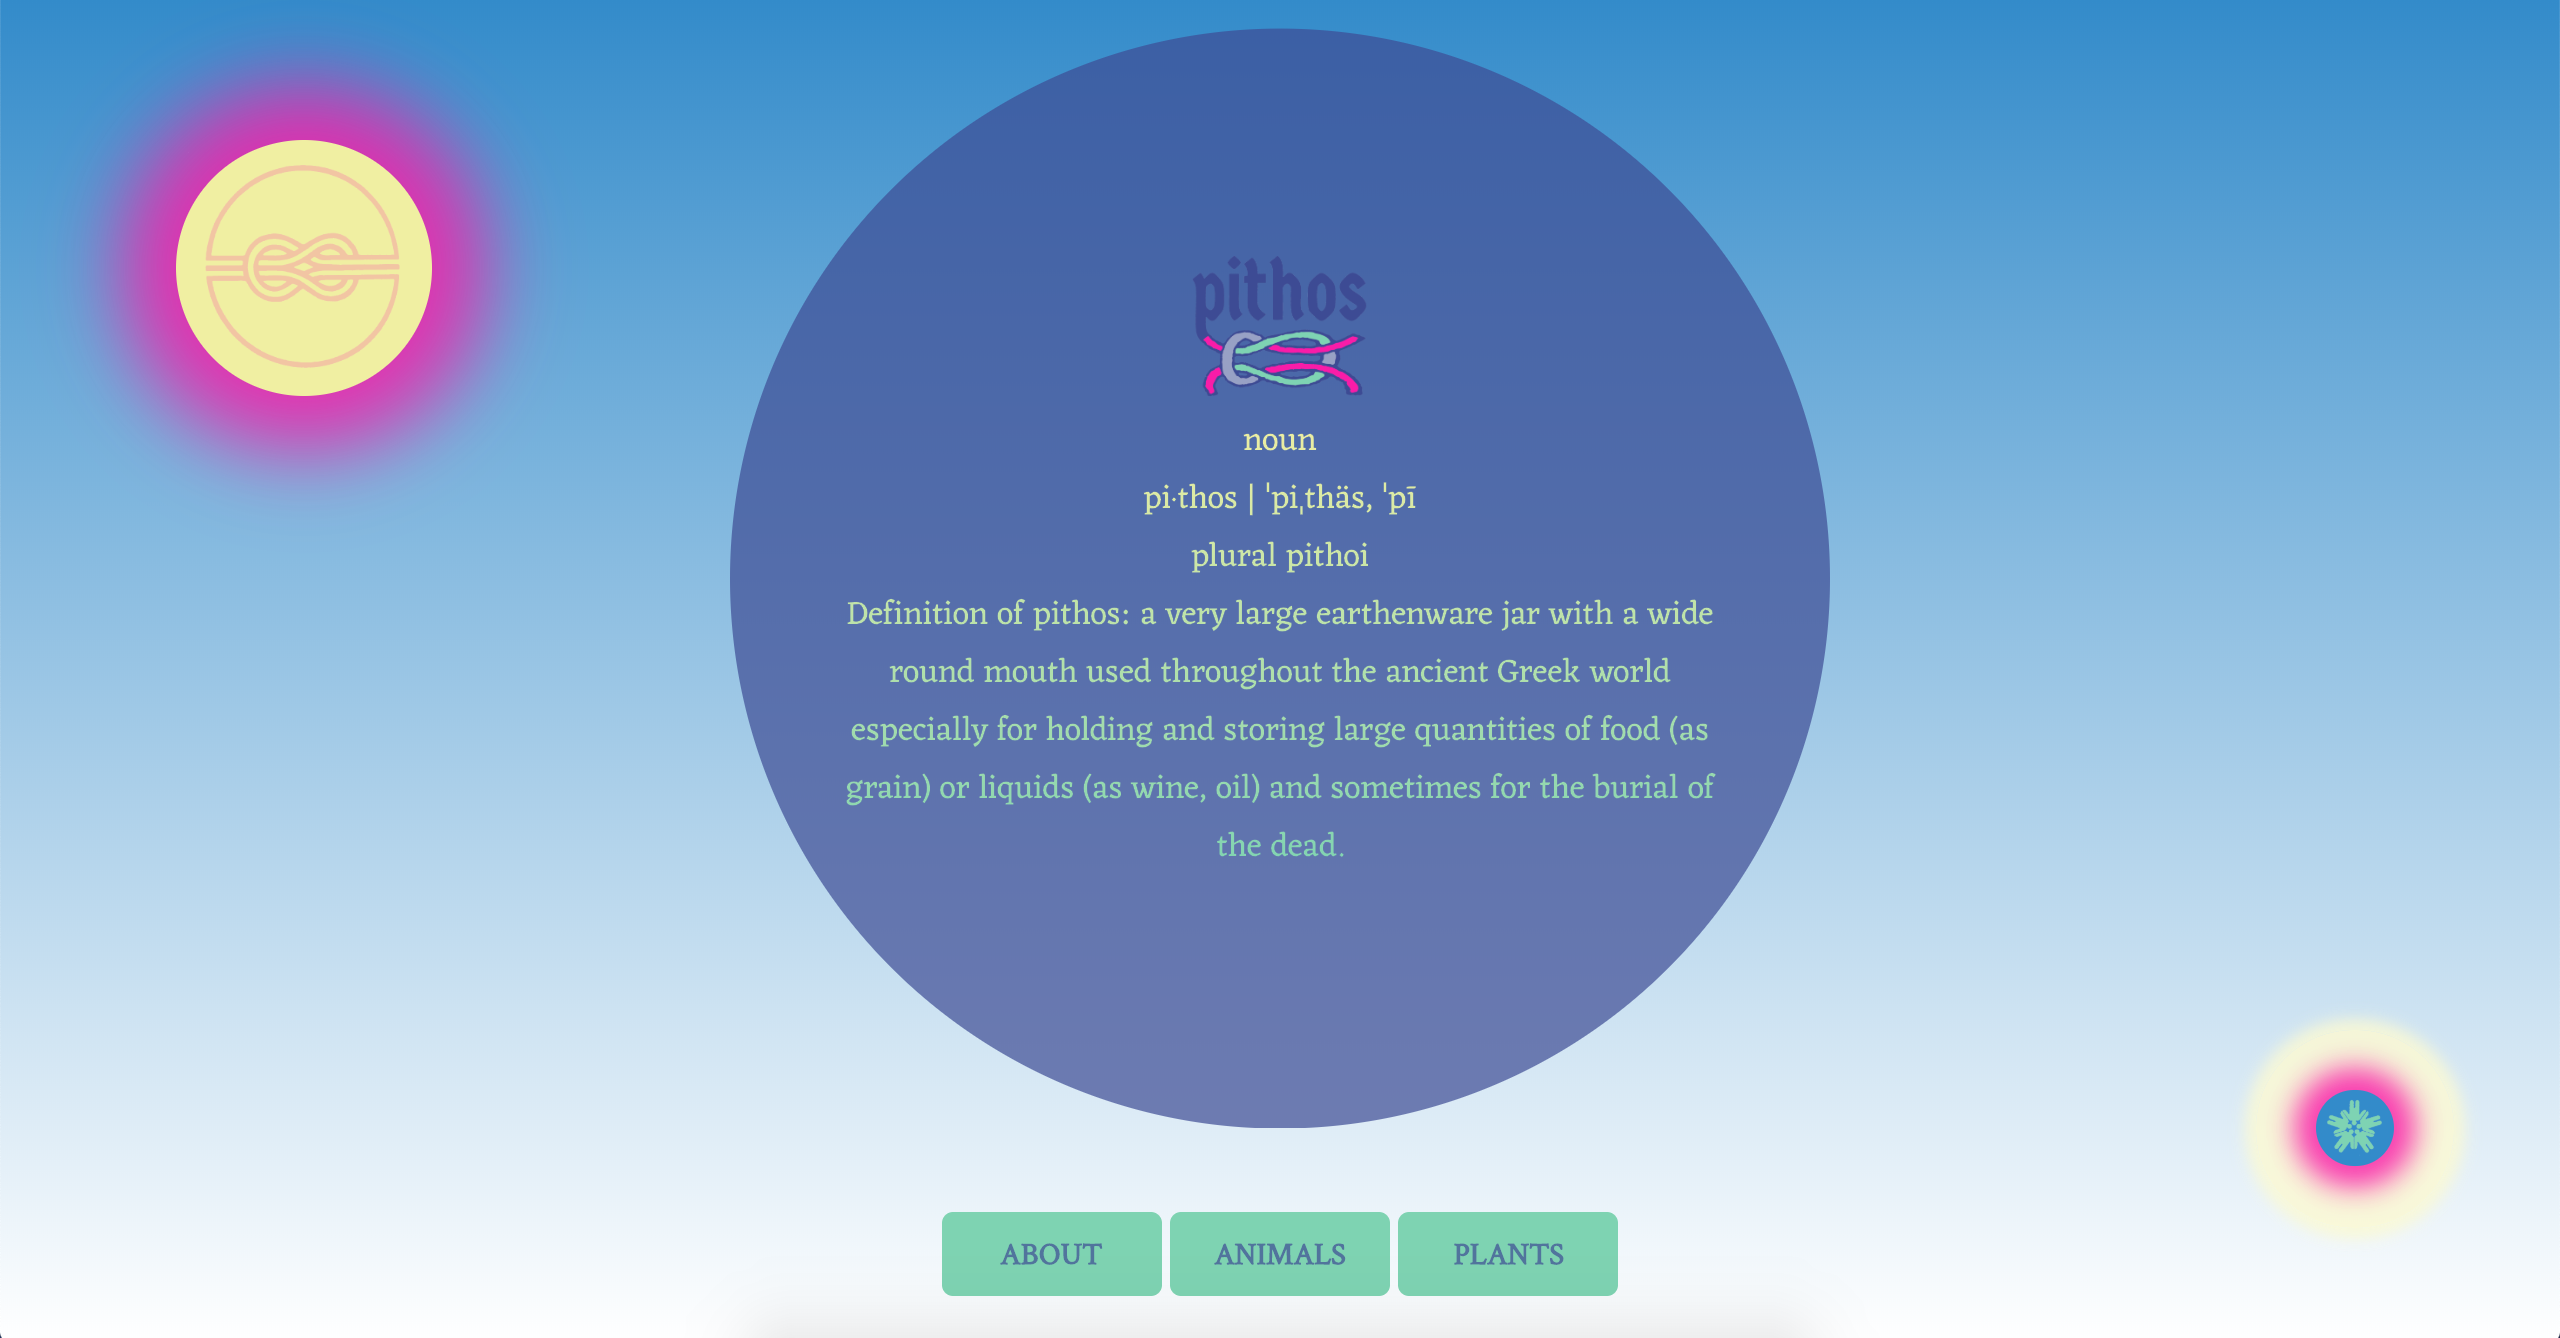 pithos
noun
pi·thos | ˈpiˌthäs, ˈpī
plural pithoi
Definition of pithos: a very large earthenware jar with a wide
round mouth used throughout the ancient Greek world
especially for holding and storing large quantities of food (as
grain) or liquids (as wine, oil) and sometimes for the burial of
the dead.
ABOUT
ANIMALS
PLANTS